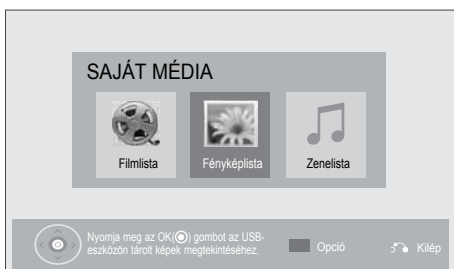 SAJÁT MÉDIA
Filmlista
Fényképlista
Zenelista
Nyomja meg az OK(◉) gombot az USB-
eszközön tárolt képek megtekintéséhez.
Opció
Kilép